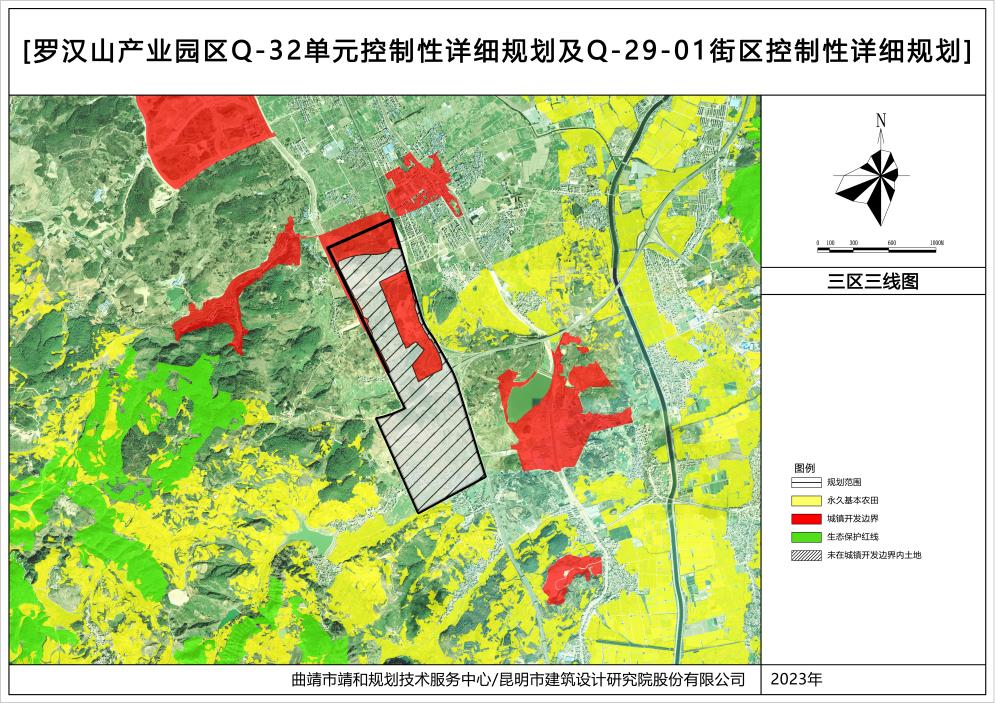 [罗汉山产业园区Q-32单元控制性详细规划及Q-29-01街区控制性详细规划]
N
0 100 300 600 1000M
三区三线图
图例
规划范围
永久基本农田
城镇开发边界
生态保护红线
未在城镇开发边界内土地
曲靖市靖和规划技术服务中心/昆明市建筑设计研究院股份有限公司
2023年